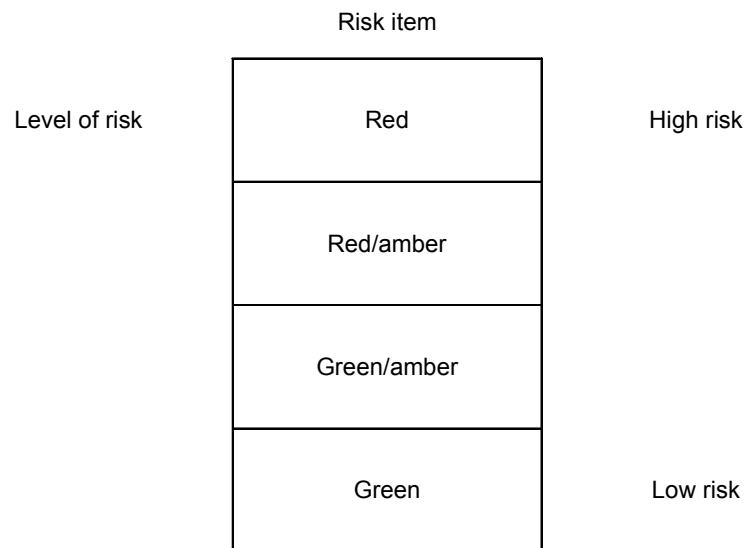 Risk item
Level of risk
Red
High risk
Red/amber
Green/amber
Green
Low risk